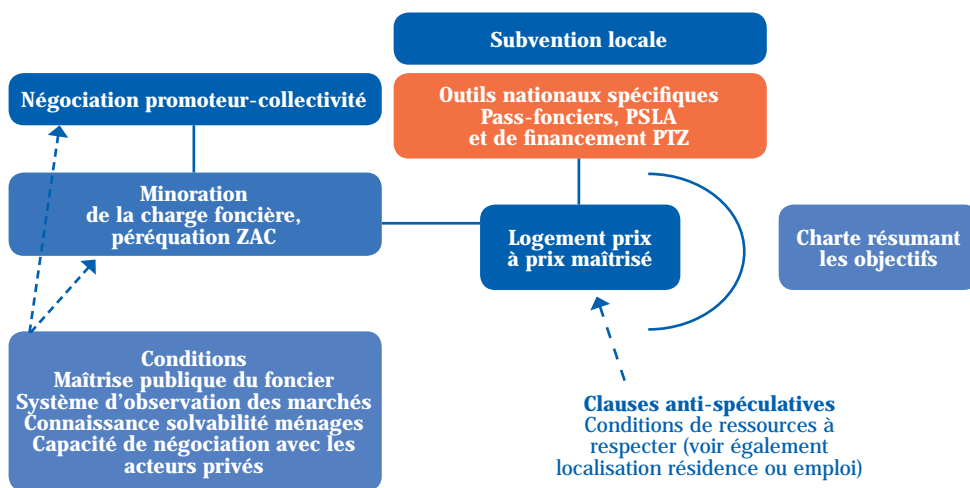 Subvention locale
Négociation promoteur-collectivité
Outils nationaux spécifiques
Pass-fonciers, PSLA
et de financement PTZ
Minoration
de la charge foncière,
péréquation ZAC
Logement prix
à prix maîtrisé
Charte résumant
les objectifs
Conditions
Maîtrise publique du foncier
Système d'observation des marchés
Connaissance solvabilité ménages
Capacité de négociation avec les
acteurs privés
Clauses anti-spéculatives
Conditions de ressources à
respecter (voir également
localisation résidence ou emploi)